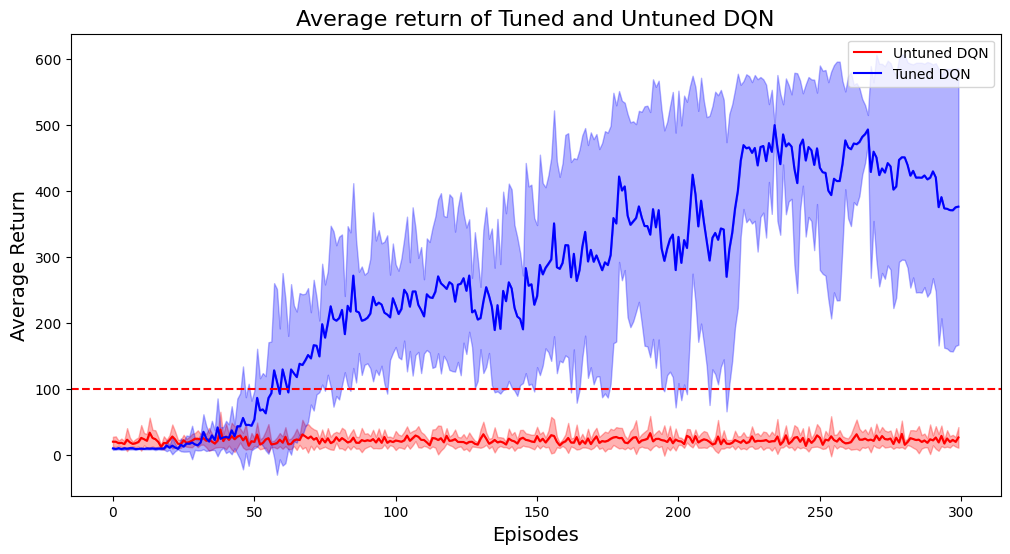 Average return of Tuned and Untuned DQN
Untuned DQN
Tuned DQN
600
500
400
300
200
100
0
Average Return
0 50 100 150 200 250 300
Episodes